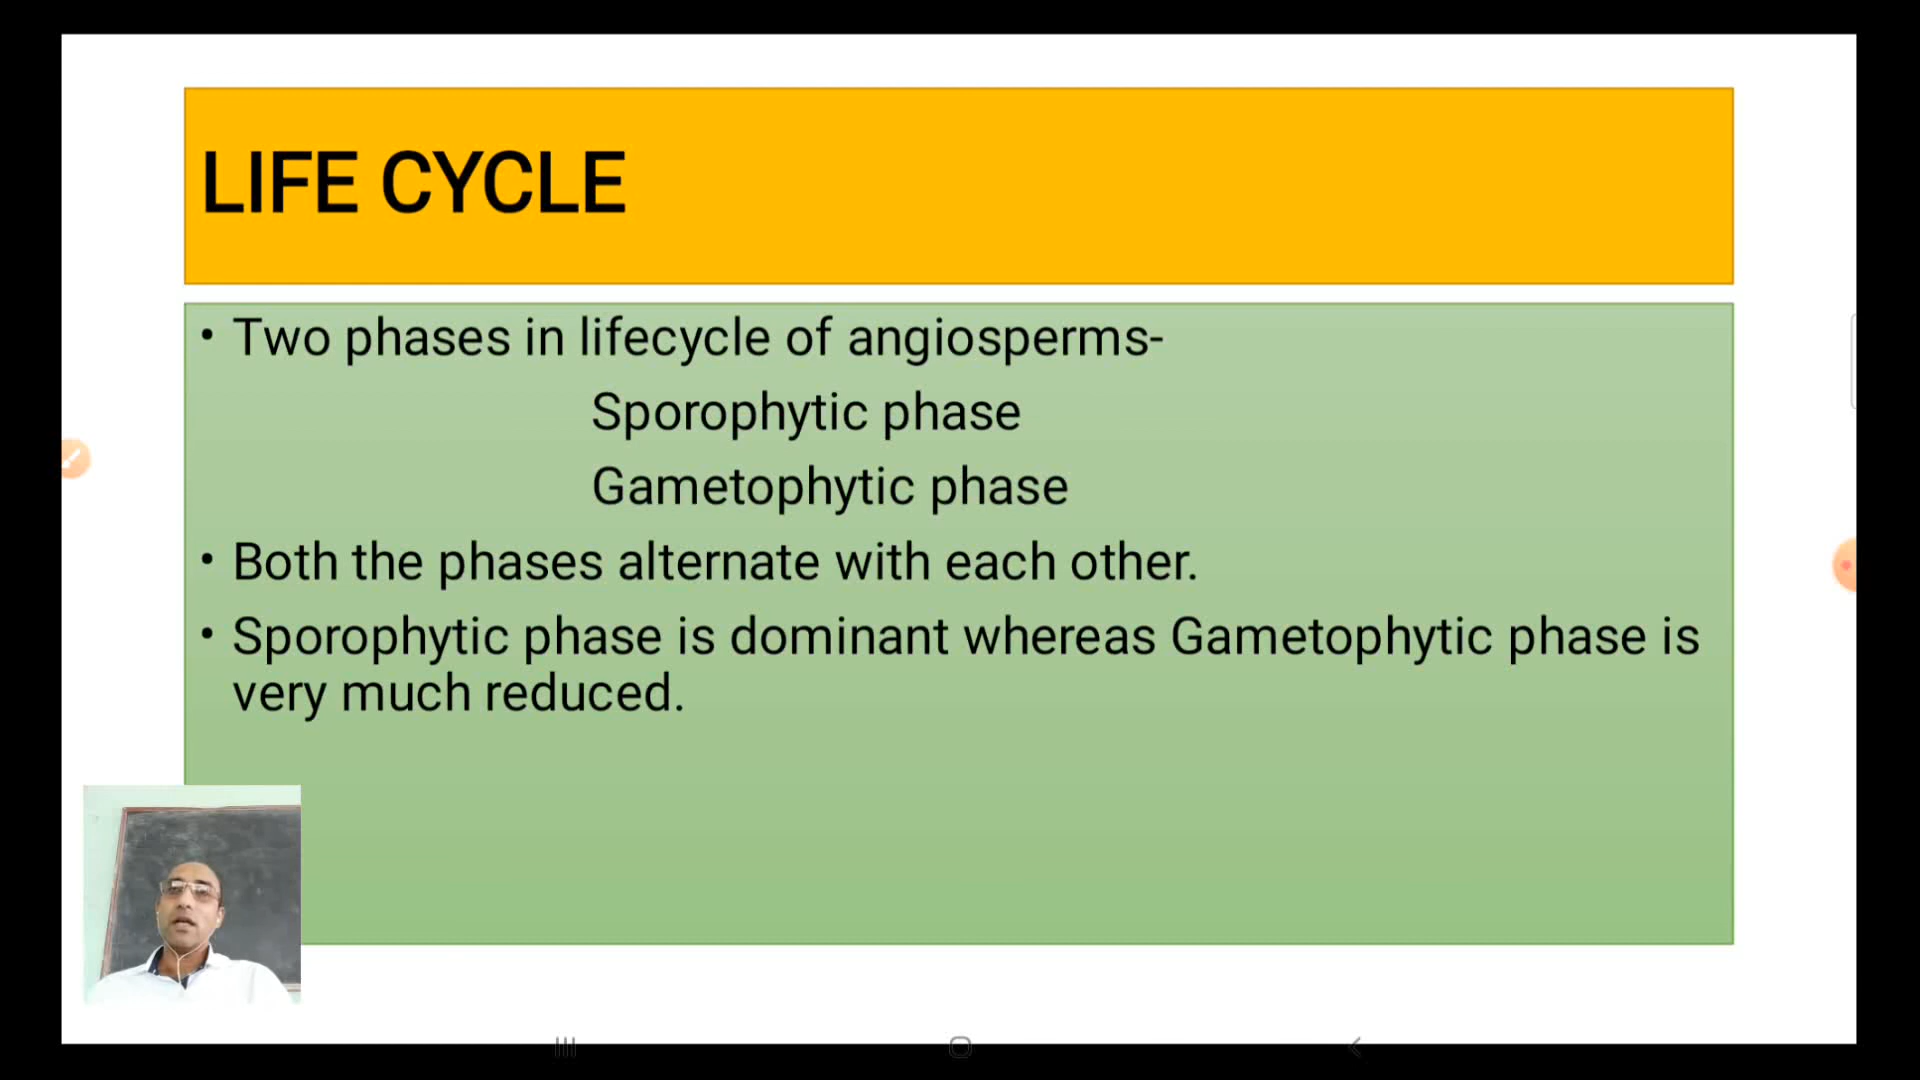 LIFE CYCLE
• Two phases in lifecycle of angiosperms-
Sporophytic phase
Gametophytic phase
• Both the phases alternate with each other.
• Sporophytic phase is dominant whereas Gametophytic phase is
very much reduced.